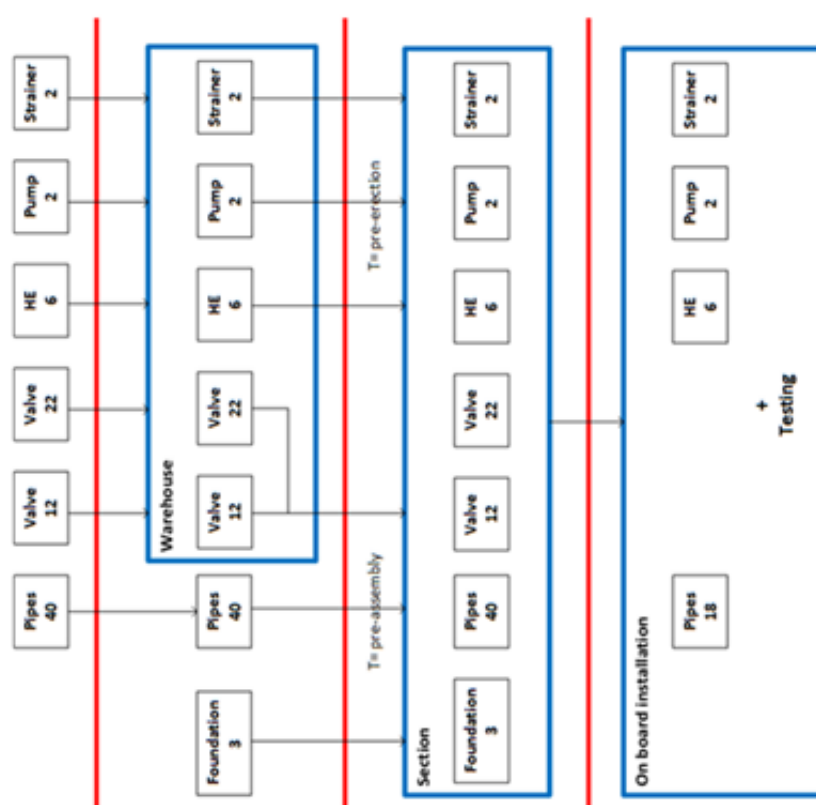 Pipes
40
Valve
12
Valve
22
HE
6
Pump
2
Strainer
2
Warehouse
Foundation
3
Pipes
40
Valve
12
Valve
22
HE
6
Pump
2
Strainer
2
T= pre-assembly
T= pre-erection
Section
Foundation
3
Pipes
40
Valve
12
Valve
22
HE
6
Pump
2
Strainer
2
On board installation
Pipes
18
HE
6
Pump
2
Strainer
2
+
Testing